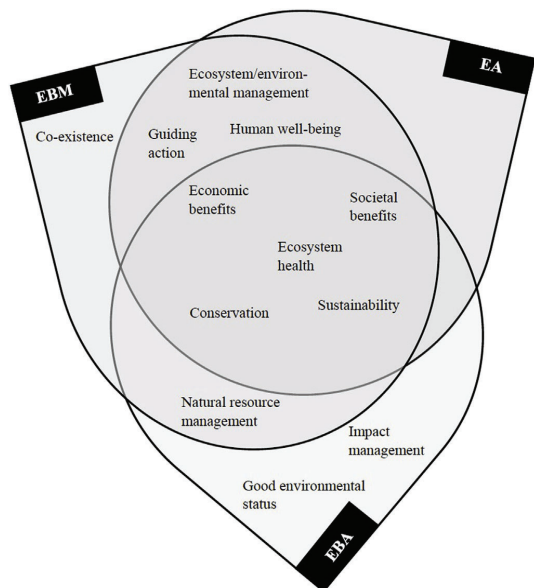 EBM
EA
Ecosystem/environ-
mental management
Co-existence
Guiding
action
Human well-being
Economic
benefits
Societal
benefits
Ecosystem
health
Conservation
Sustainability
Natural resource
management
Impact
management
Good environmental
status
EBA